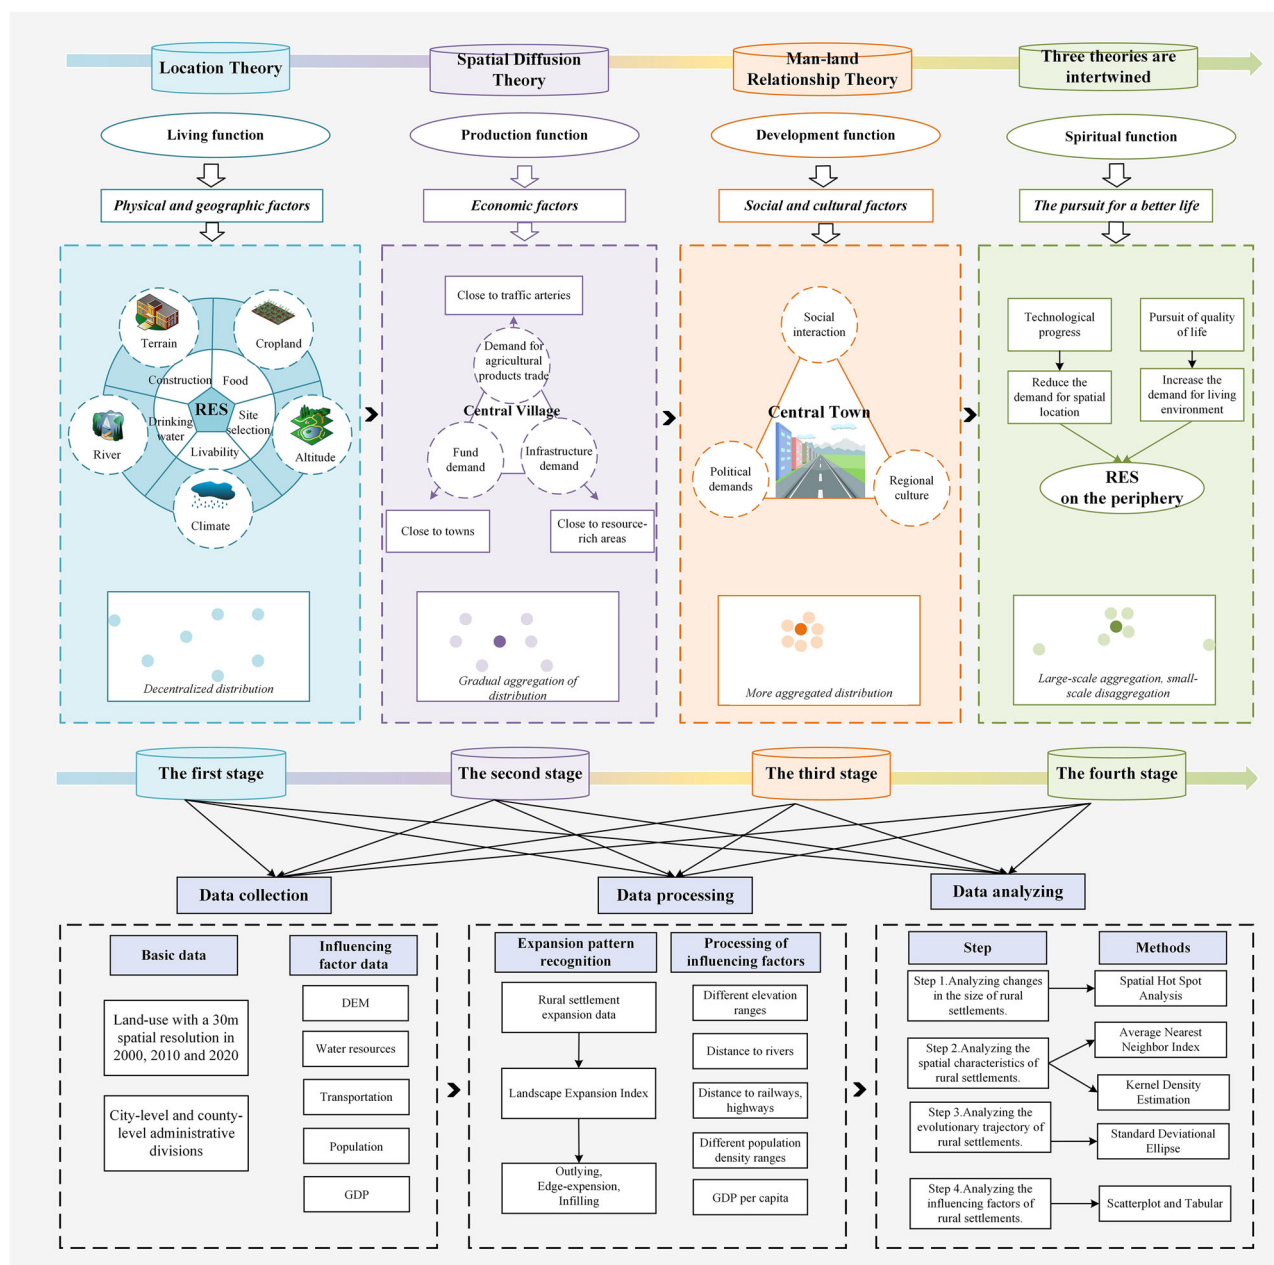 Location Theory
Spatial Diffusion
Theory
Man-land
Relationship Theory
Three theories are
intertwined
Living function
Production function
Development function
Spiritual function
Physical and geographic factors
Economic factors
Social and cultural factors
The pursuit for a better life
Terrain
Cropland
Construction
Food
RES
Drinking
water
Site
selection
Livability
River
Altitude
Climate
Decentralized distribution
Close to traffic arteries
Demand for
agricultural
products trade
Central Village
Fund
demand
Infrastructure
demand
Close to towns
Close to resource-
rich areas
Gradual aggregation of
distribution
Social
interaction
Central Town
Political
demands
Regional
culture
More aggregated distribution
Technological
progress
Pursuit of quality
of life
Reduce the
demand for spatial
location
Increase the
demand for living
environment
RES
on the periphery
Large-scale aggregation, small-
scale disaggregation
The first stage
The second stage
The third stage
The fourth stage
Data collection
Data processing
Data analyzing
Basic data
Influencing
factor data
Land-use with a 30m
spatial resolution in
2000, 2010 and 2020
City-level and county-
level administrative
divisions
DEM
Water resources
Transportation
Population
GDP
Expansion pattern
recognition
Processing of
influencing factors
Rural settlement
expansion data
Landscape Expansion Index
Outlying,
Edge-expension,
Infilling
Different elevation
ranges
Distance to rivers
Distance to railways,
highways
Different population
density ranges
GDP per capita
Step
Methods
Step 1.Analyzing changes
in the size of rural
settlements.
Spatial Hot Spot
Analysis
Step 2.Analyzing the
spatial characteristics of
rural settlements.
Average Nearest
Neighbor Index
Kernel Density
Estimation
Step 3.Analyzing the
evolutionary trajectory of
rural settlements.
Standard Deviational
Ellipse
Step 4.Analyzing the
influencing factors of
rural settlements.
Scatterplot and Tabular